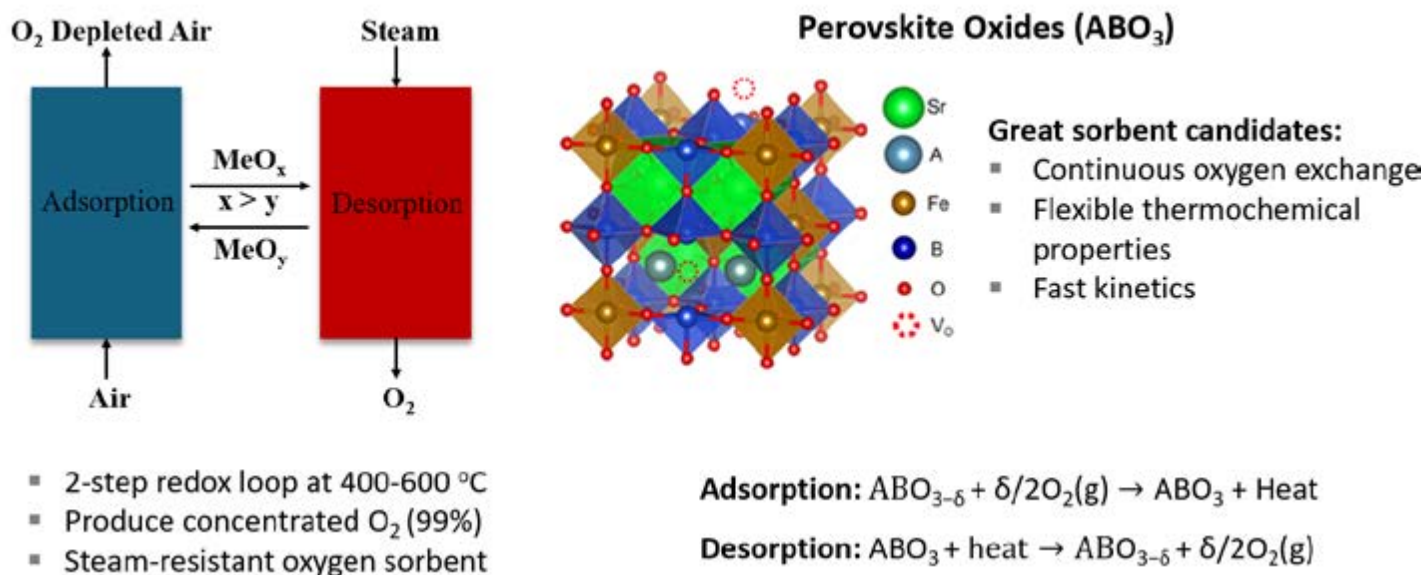 O₂ Depleted Air
Steam
Adsorption
MeOₓ
x > y
MeOᵧ
Desorption
Air
O₂
▪ 2-step redox loop at 400-600 °C
▪ Produce concentrated O₂ (99%)
▪ Steam-resistant oxygen sorbent
Perovskite Oxides (ABO₃)
Sr
A
Fe
B
O
V₀
Great sorbent candidates:
▪ Continuous oxygen exchange
▪ Flexible thermochemical
properties
▪ Fast kinetics
Adsorption: ABO₃₋δ + δ/2O₂(g) → ABO₃ + Heat
Desorption: ABO₃ + heat → ABO₃₋δ + δ/2O₂(g)